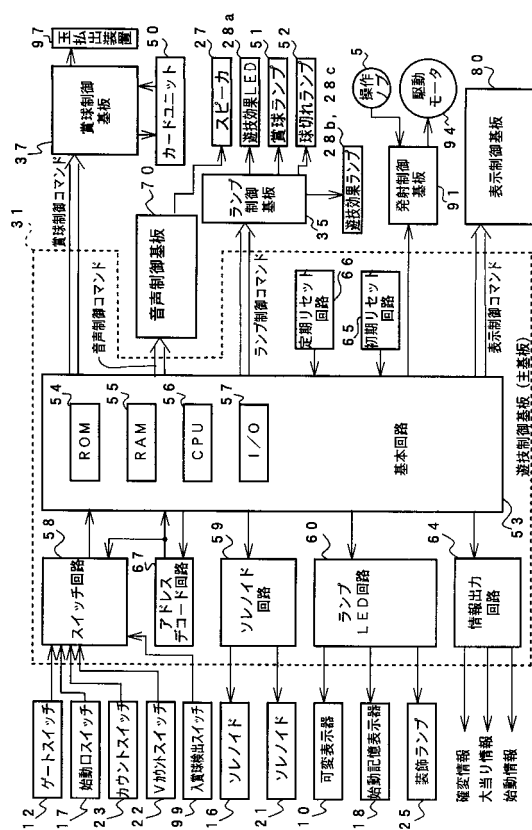 31
37
賞球制御
基板
97
玉払出装置
カードユニット
50
賞球制御コマンド
音声制御コマンド
70
音声制御基板
27
スピーカ
28a
遊技効果LED
51
賞球ランプ
52
球切れランプ
28b, 28c
遊技効果ランプ
ランプ
制御
基板
35
ランプ制御コマンド
定期リセット
回路
66
65
初期リセット
回路
5
操作
ノブ
発射制御
基板
91
駆動
モータ
94
80
表示制御基板
表示制御コマンド
54
ROM
55
RAM
56
CPU
57
I/O
基本回路
53
遊技制御基板(主基板)
58
スイッチ回路
67
アドレス
デコード回路
59
ソレノイド
回路
60
ランプ
LED回路
64
情報出力
回路
12
ゲートスイッチ
17
始動口スイッチ
23
カウントスイッチ
22
Vカウントスイッチ
99
入賞球検出スイッチ
16
ソレノイド
21
ソレノイド
10
可変表示器
18
始動記憶表示器
25
装飾ランプ
確変情報
大当り情報
始動情報